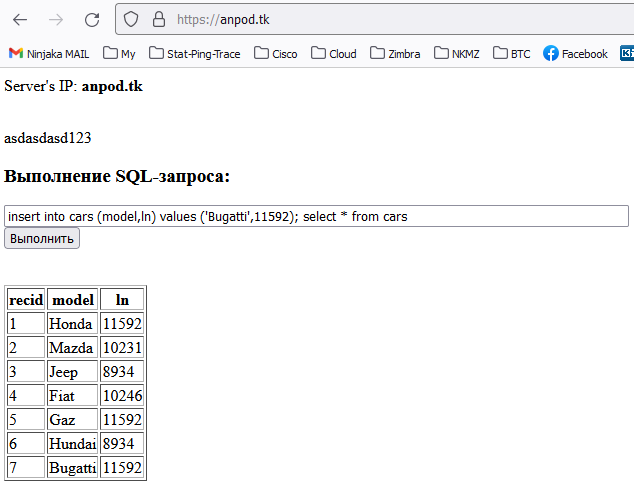 https://anpod.tk
Ninjaka MAIL My Stat-Ping-Trace Cisco Cloud Zimbra NKMZ BTC Facebook Ki
Server's IP: anpod.tk
asdasdasd123
Выполнение SQL-запроса:
insert into cars (model,ln) values ('Bugatti',11592); select * from cars
Выполнить
recid model ln
1 Honda 11592
2 Mazda 10231
3 Jeep 8934
4 Fiat 10246
5 Gaz 11592
6 Hundai 8934
7 Bugatti 11592